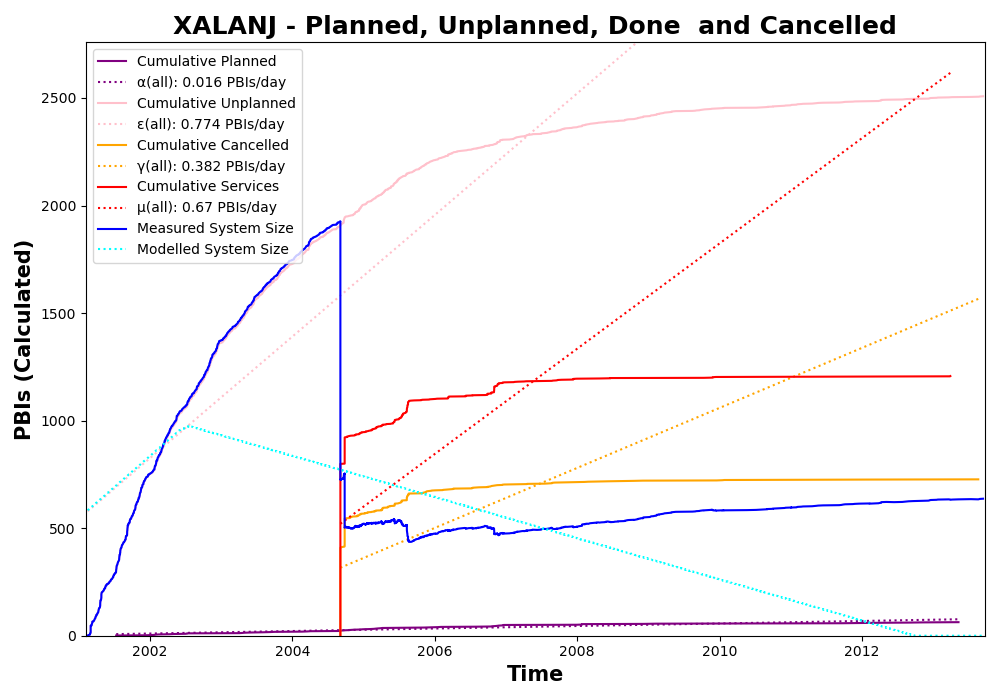 XALANJ - Planned, Unplanned, Done  and Cancelled
PBIs (Calculated)
2500
2000
1500
1000
500
0
Cumulative Planned
α(all): 0.016 PBIs/day
Cumulative Unplanned
ε(all): 0.774 PBIs/day
Cumulative Cancelled
γ(all): 0.382 PBIs/day
Cumulative Services
μ(all): 0.67 PBIs/day
Measured System Size
Modelled System Size
2002 2004 2006 2008 2010 2012
Time